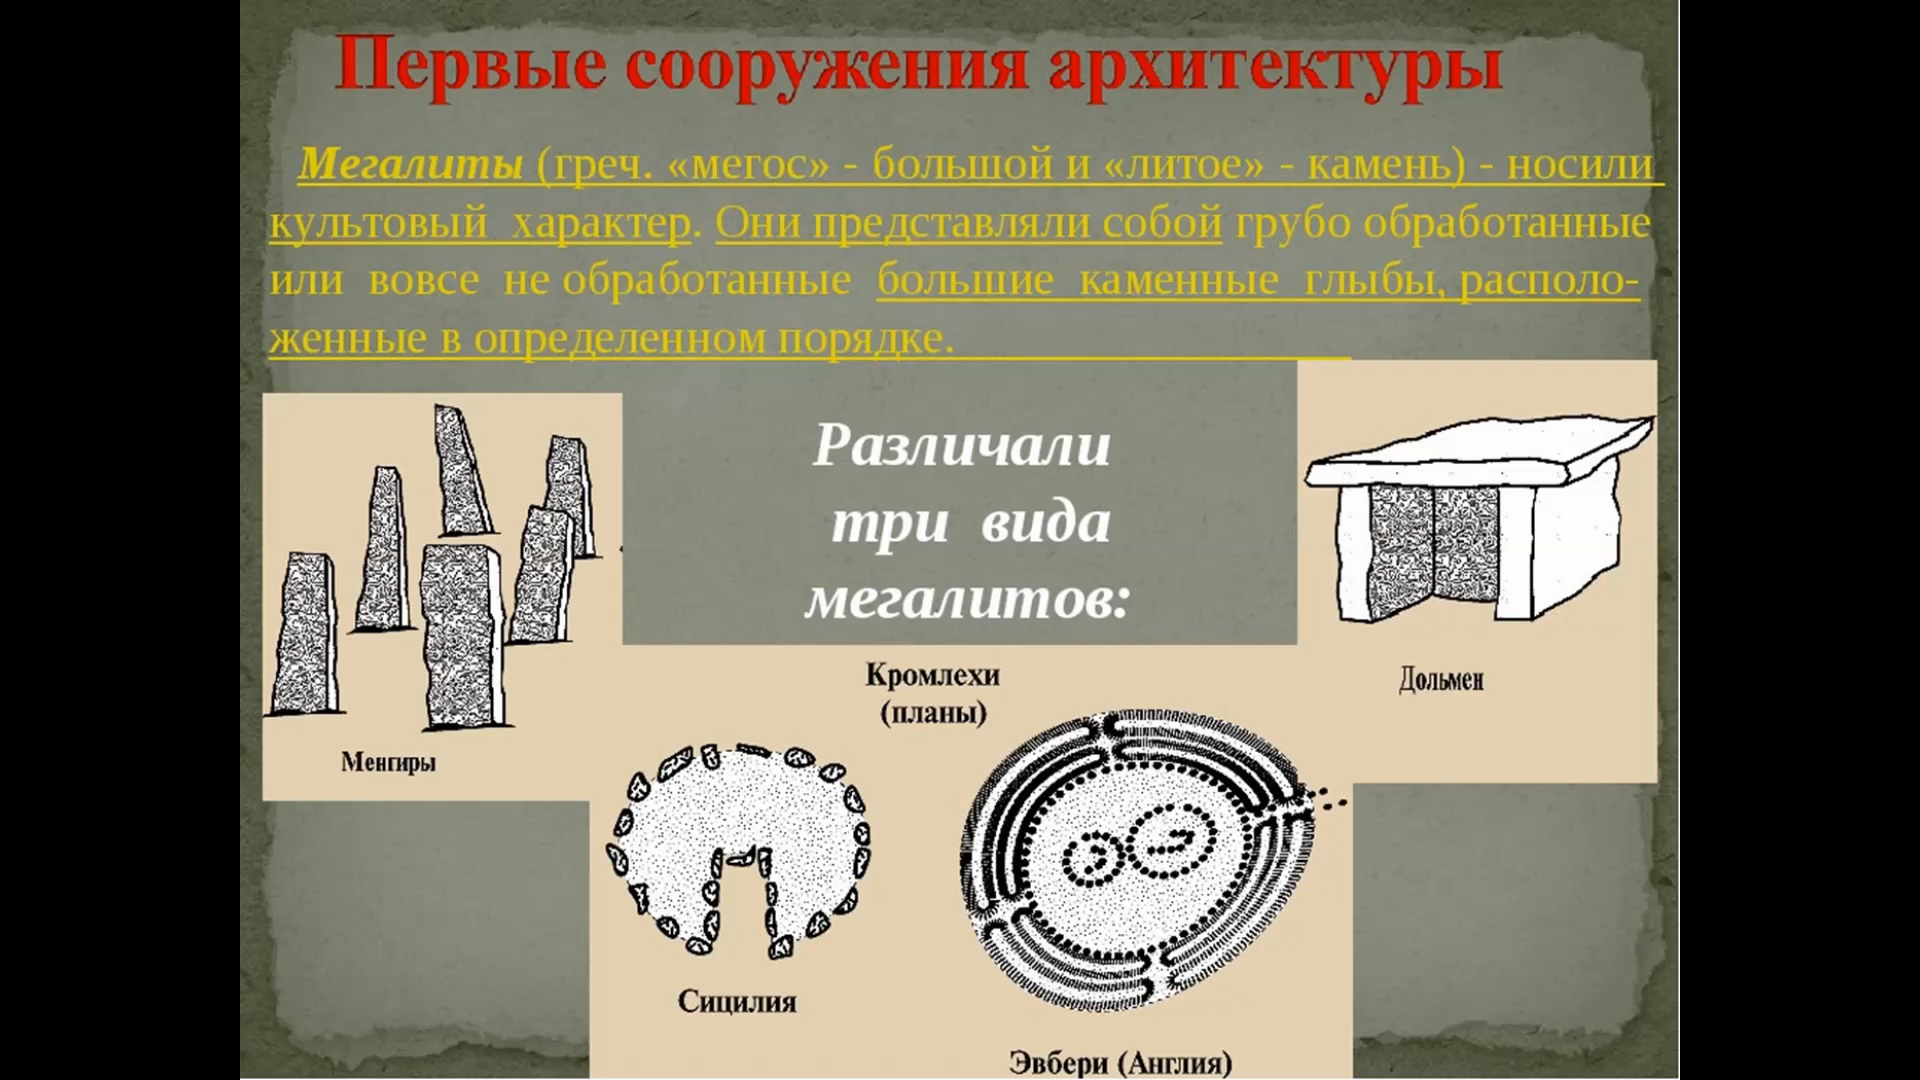 Первые сооружения архитектуры
Мегалиты (греч. «мегос» - большой и «литое» - камень) - носили
культовый характер. Они представляли собой грубо обработанные
или вовсе не обработанные большие каменные глыбы, располо-
женные в определенном порядке.
Различали
три вида
мегалитов:
Менгиры
Кромлехи
(планы)
Дольмен
Сицилия
Эвбери (Англия)